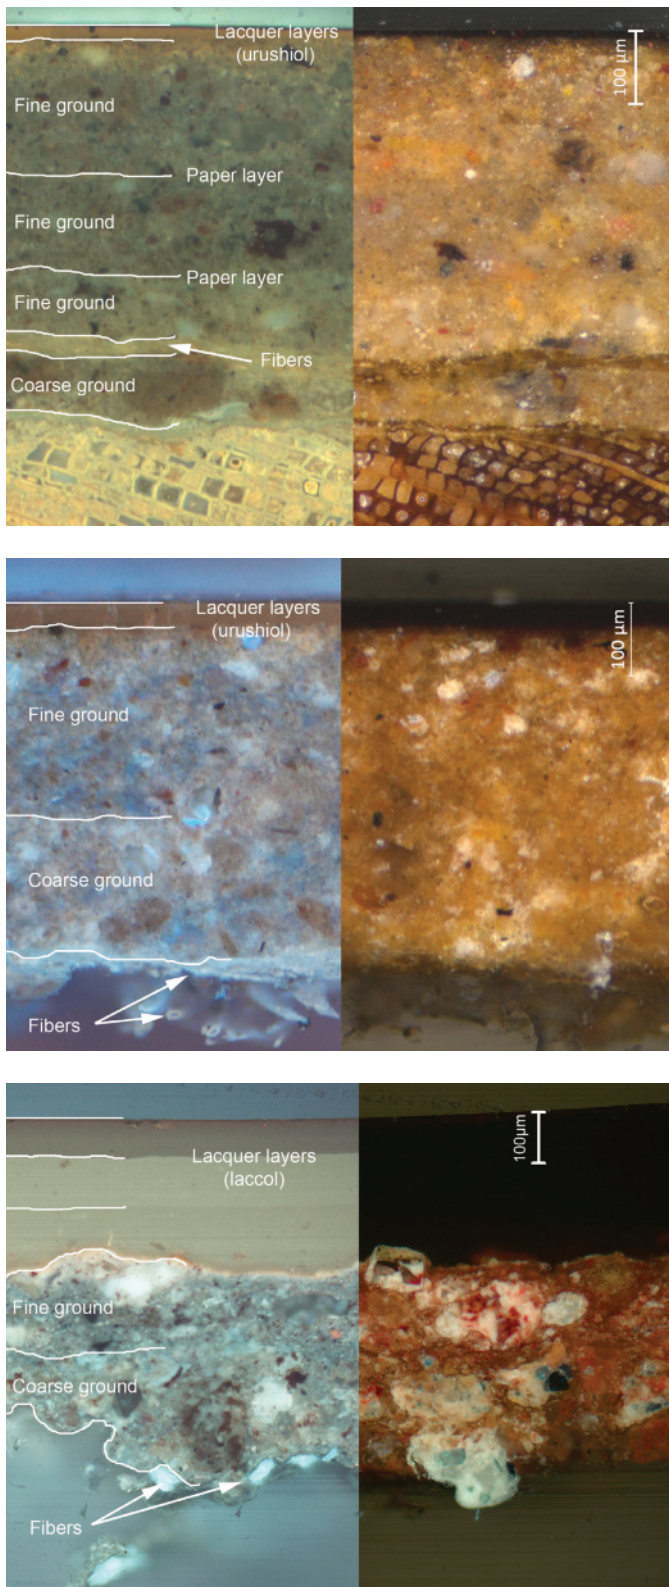 Lacquer layers
(urushiol)
100 µm
Fine ground
Paper layer
Fine ground
Paper layer
Fine ground
Fibers
Coarse ground
Lacquer layers
(urushiol)
100 µm
Fine ground
Coarse ground
Fibers
Lacquer layers
(laccol)
100µm
Fine ground
Coarse ground
Fibers